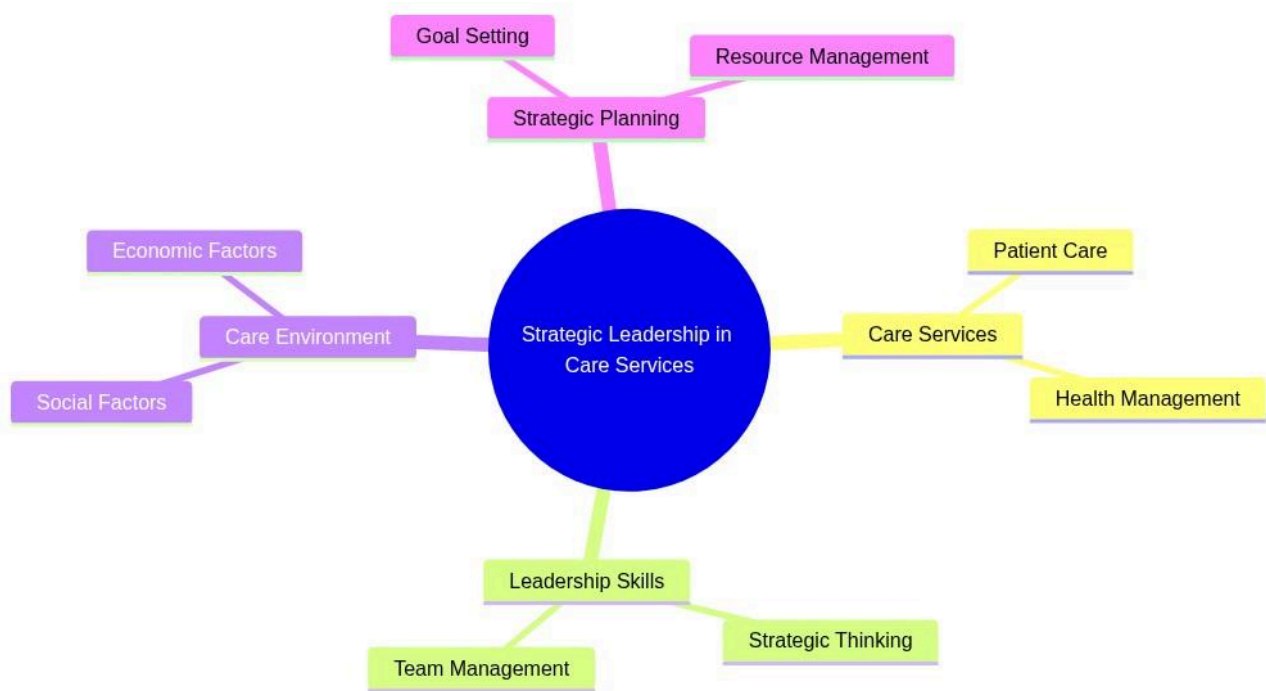 Goal Setting
Resource Management
Strategic Planning
Economic Factors
Patient Care
Care Environment
Strategic Leadership in
Care Services
Care Services
Social Factors
Health Management
Leadership Skills
Strategic Thinking
Team Management